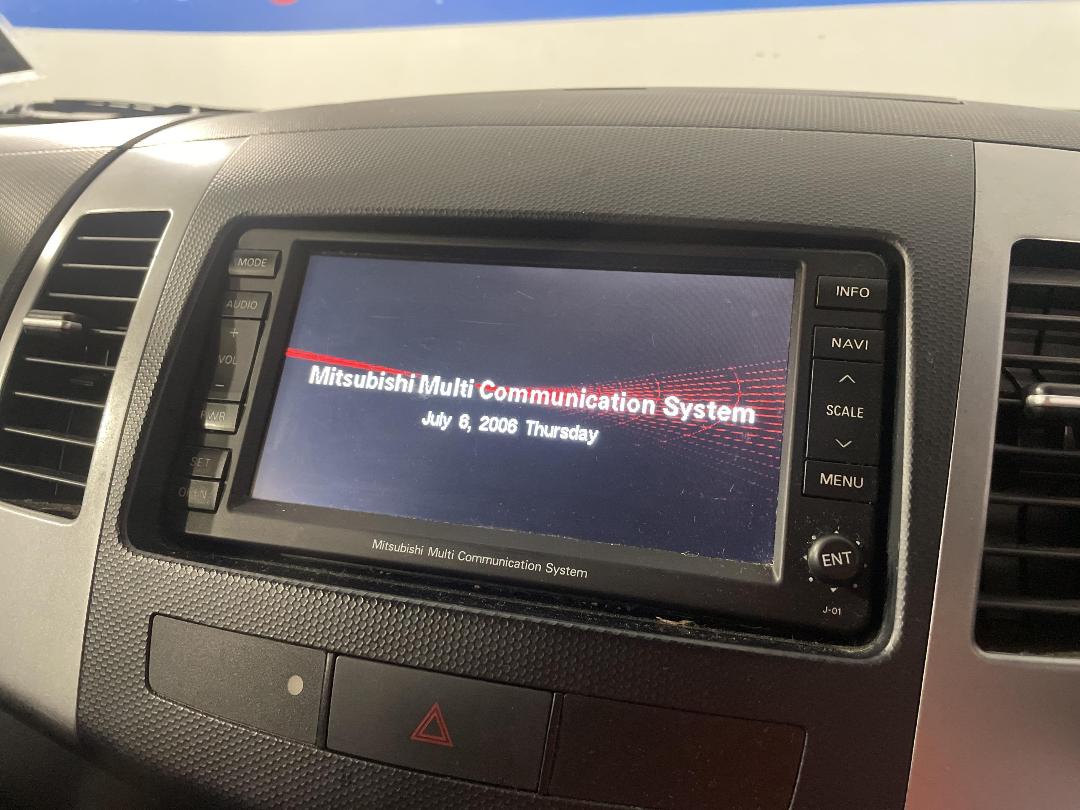 MODE
AUDIO
+
VOL
-
PWR
SET
OPEN
Mitsubishi Multi Communication System
July 6, 2006 Thursday
INFO
NAVI
SCALE
MENU
ENT
J-01
Mitsubishi Multi Communication System